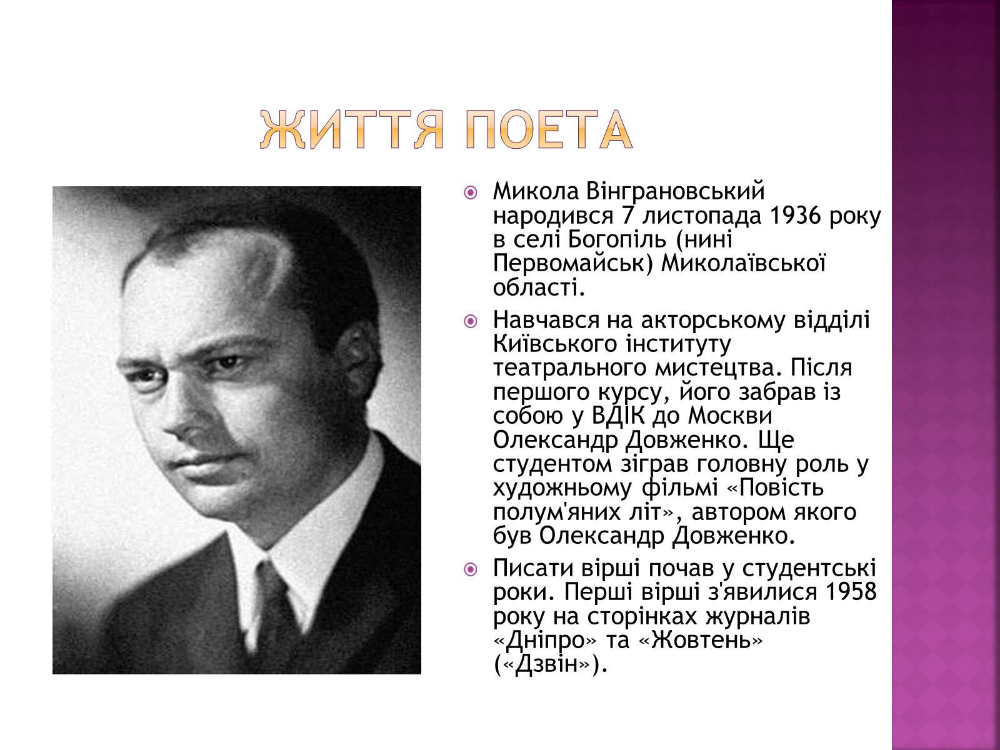 ЖИТТЯ ПОЕТА
Микола Вінграновський
народився 7 листопада 1936 року
в селі Богопіль (нині
Первомайськ) Миколаївської
області.
Навчався на акторському відділі
Київського інституту
театрального мистецтва. Після
першого курсу, його забрав із
собою у ВДІК до Москви
Олександр Довженко. Ще
студентом зіграв головну роль у
художньому фільмі «Повість
полум'яних літ», автором якого
був Олександр Довженко.
Писати вірші почав у студентські
роки. Перші вірші з'явилися 1958
року на сторінках журналів
«Дніпро» та «Жовтень»
(«Дзвін»).